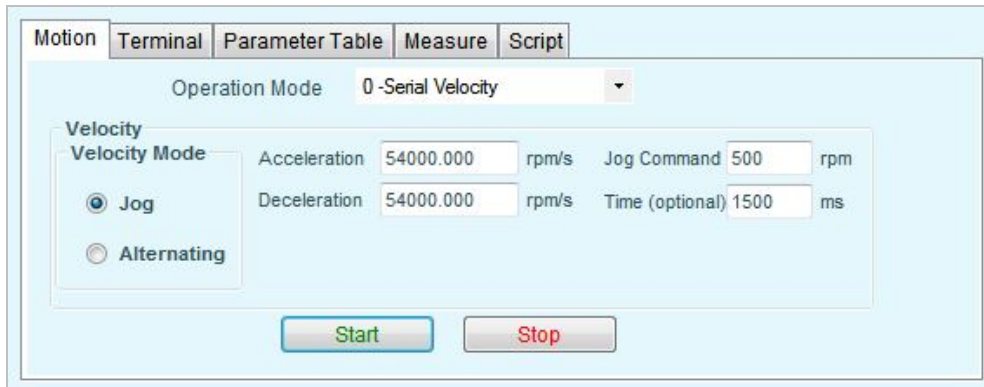 Motion Terminal Parameter Table Measure Script
Operation Mode 0 -Serial Velocity
Velocity
Velocity Mode
Acceleration 54000.000 rpm/s Jog Command 500 rpm
Jog
Deceleration 54000.000 rpm/s Time (optional) 1500 ms
Alternating
Start Stop